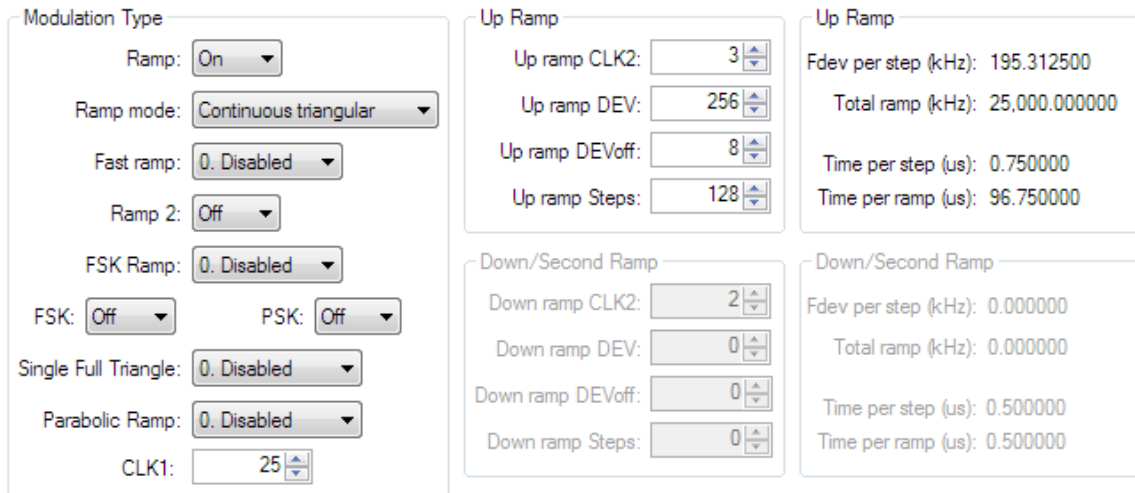 Modulation Type
Ramp: On
Ramp mode: Continuous triangular
Fast ramp: 0. Disabled
Ramp 2: Off
FSK Ramp: 0. Disabled
FSK: Off PSK: Off
Single Full Triangle: 0. Disabled
Parabolic Ramp: 0. Disabled
CLK1: 25
Up Ramp
Up ramp CLK2: 3
Up ramp DEV: 256
Up ramp DEVoff: 8
Up ramp Steps: 128
Down/Second Ramp
Down ramp CLK2: 2
Down ramp DEV: 0
Down ramp DEVoff: 0
Down ramp Steps: 0
Up Ramp
Fdev per step (kHz): 195.312500
Total ramp (kHz): 25,000.000000
Time per step (us): 0.750000
Time per ramp (us): 96.750000
Down/Second Ramp
Fdev per step (kHz): 0.000000
Total ramp (kHz): 0.000000
Time per step (us): 0.500000
Time per ramp (us): 0.500000